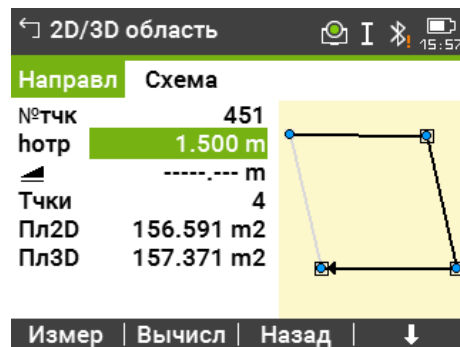 2D/3D область
I
15:57
Направл Схема
№тчк 451
hотр 1.500 m
-----.--- m
Тчки 4
Пл2D 156.591 m2
Пл3D 157.371 m2
Измер | Вычисл | Назад |